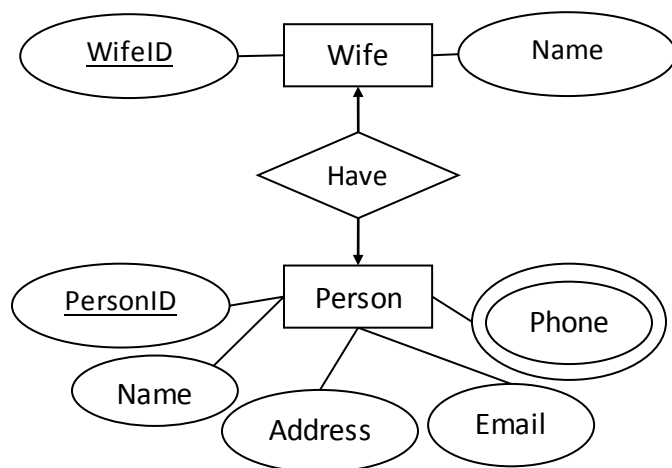 WifeID
Wife
Name
Have
PersonID
Person
Phone
Name
Address
Email